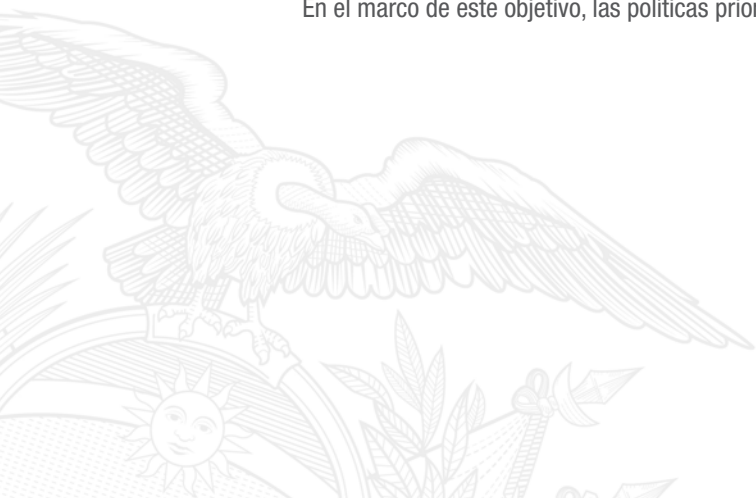 En el marco de este objetivo, las políticas prior